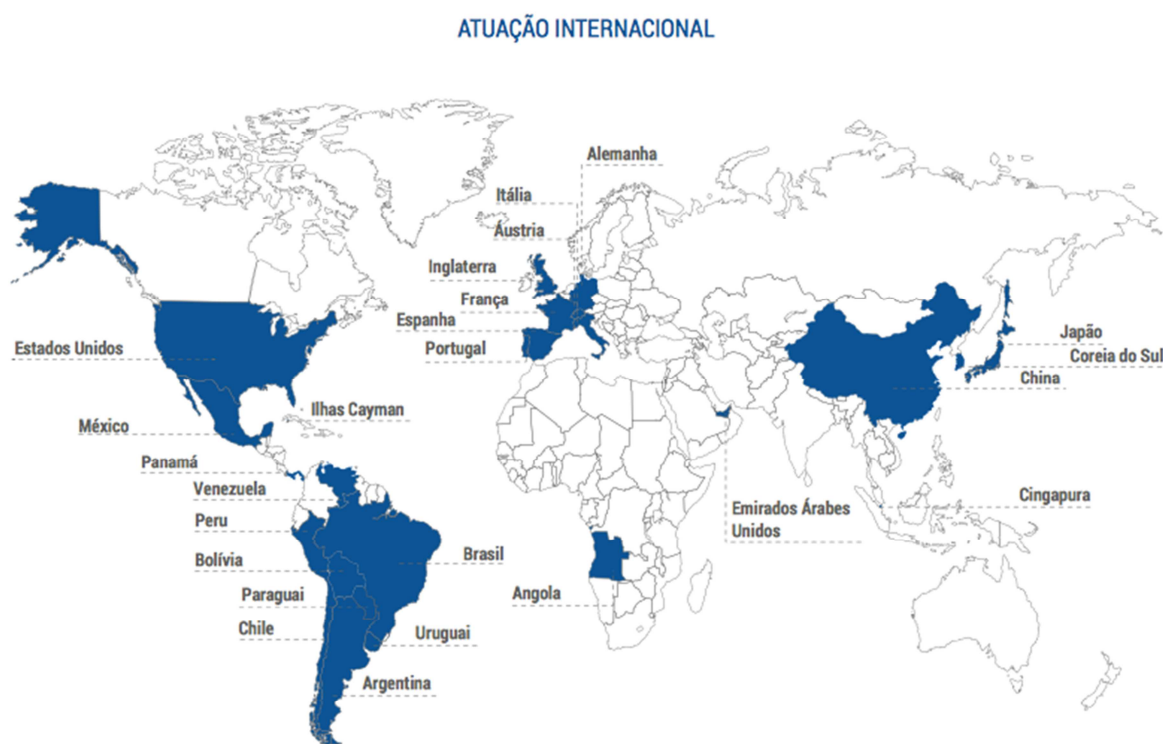 ATUAÇÃO INTERNACIONAL
Alemanha
Itália
Áustria
Inglaterra
França
Espanha
Portugal
Estados Unidos
Japão
Coreia do Sul
China
Ilhas Cayman
México
Panamá
Venezuela
Peru
Bolívia
Brasil
Paraguai
Chile
Uruguai
Argentina
Emirados Árabes
Unidos
Cingapura
Angola